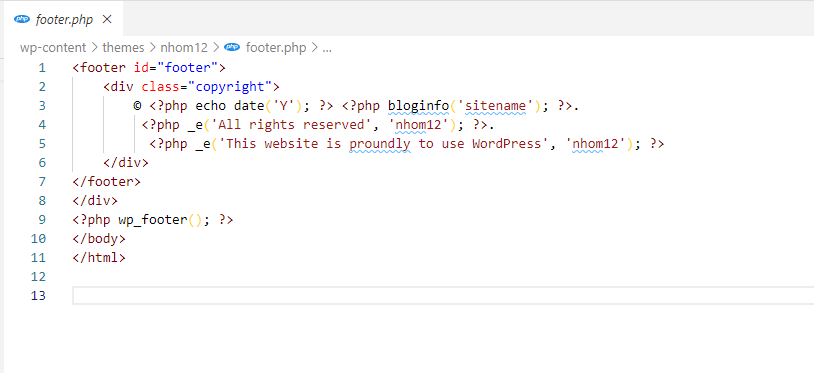 php footer.php ×
wp-content > themes > nhom12 > php footer.php > ...
1 <footer id="footer">
2 <div class="copyright">
3 © <?php echo date('Y'); ?> <?php bloginfo('sitename'); ?>.
4 <?php _e('All rights reserved', 'nhom12'); ?>.
5 <?php _e('This website is proundly to use WordPress', 'nhom12'); ?>
6 </div>
7 </footer>
8 </div>
9 <?php wp_footer(); ?>
10 </body>
11 </html>
12
13